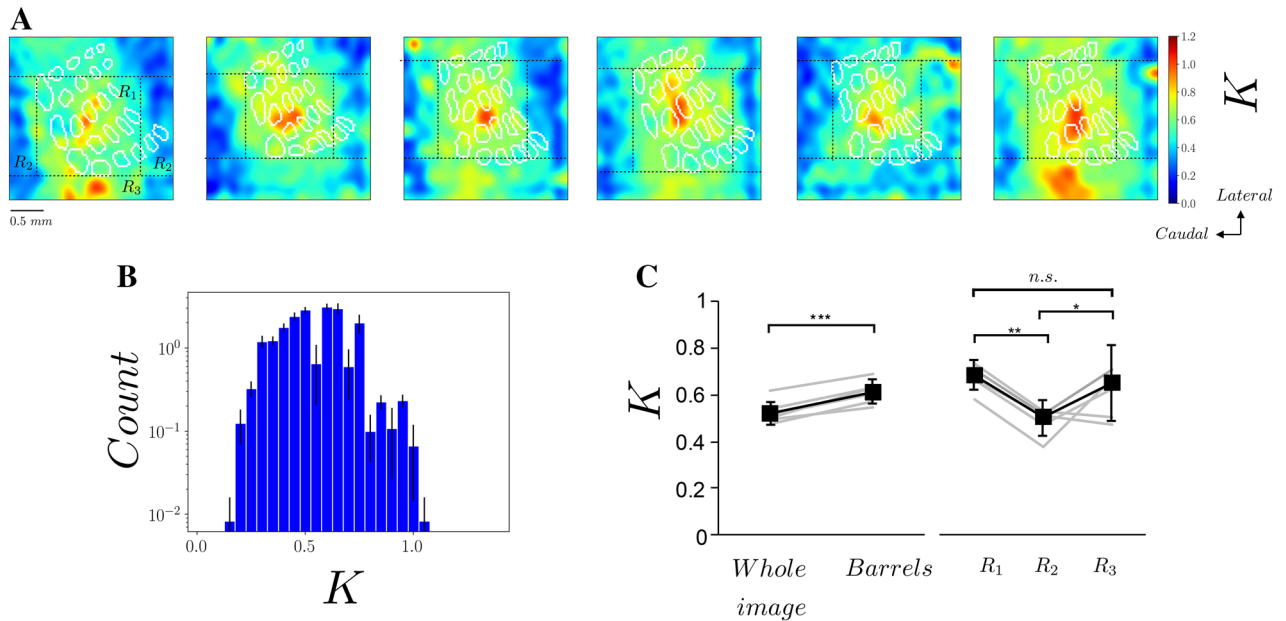 A
R1
R2
R2
R3
0.5 mm
1.2
1.0
0.8
0.6
0.4
0.2
0.0
K
Lateral
Caudal
B
Count
10^0
10^-1
10^-2
0.0 0.5 1.0
K
C
K
1
0.8
0.6
0.4
0.2
0
***
n.s.
**
*
Whole image
Barrels
R1 R2 R3